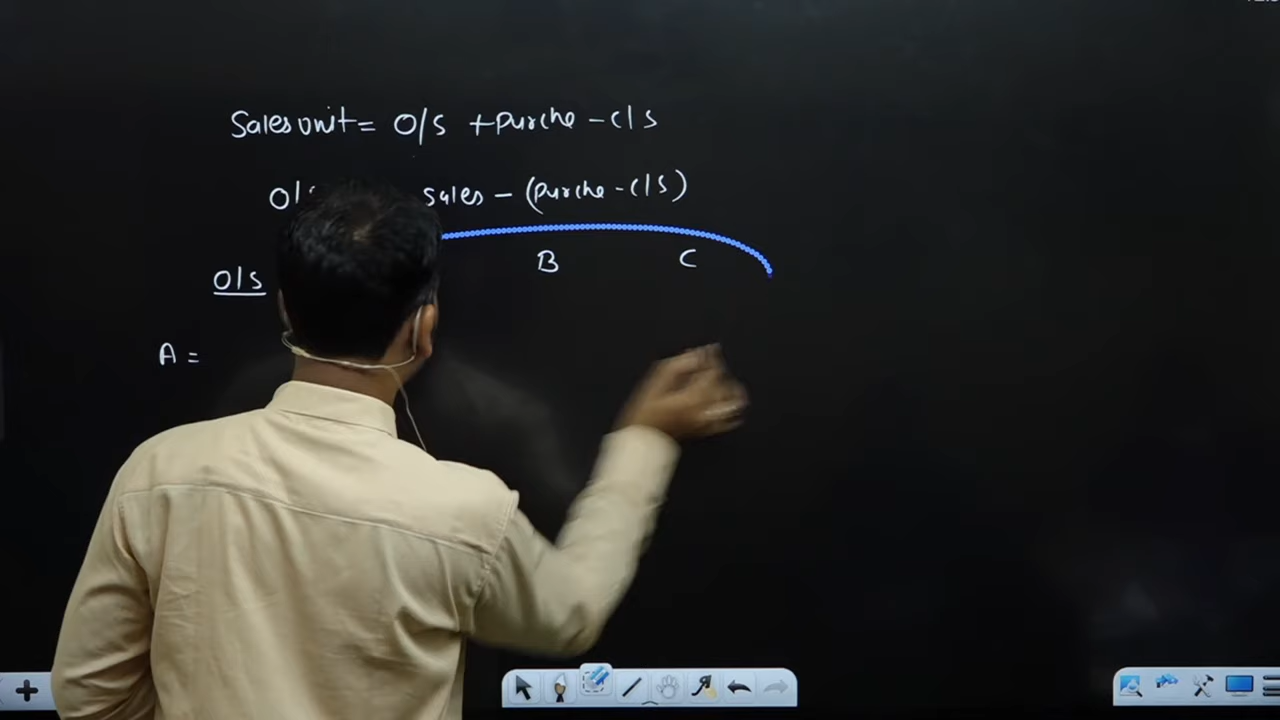 Sales unit = O/S + purche - c/s
O/S sales - (purche - c/s)
B C
O/S
A =